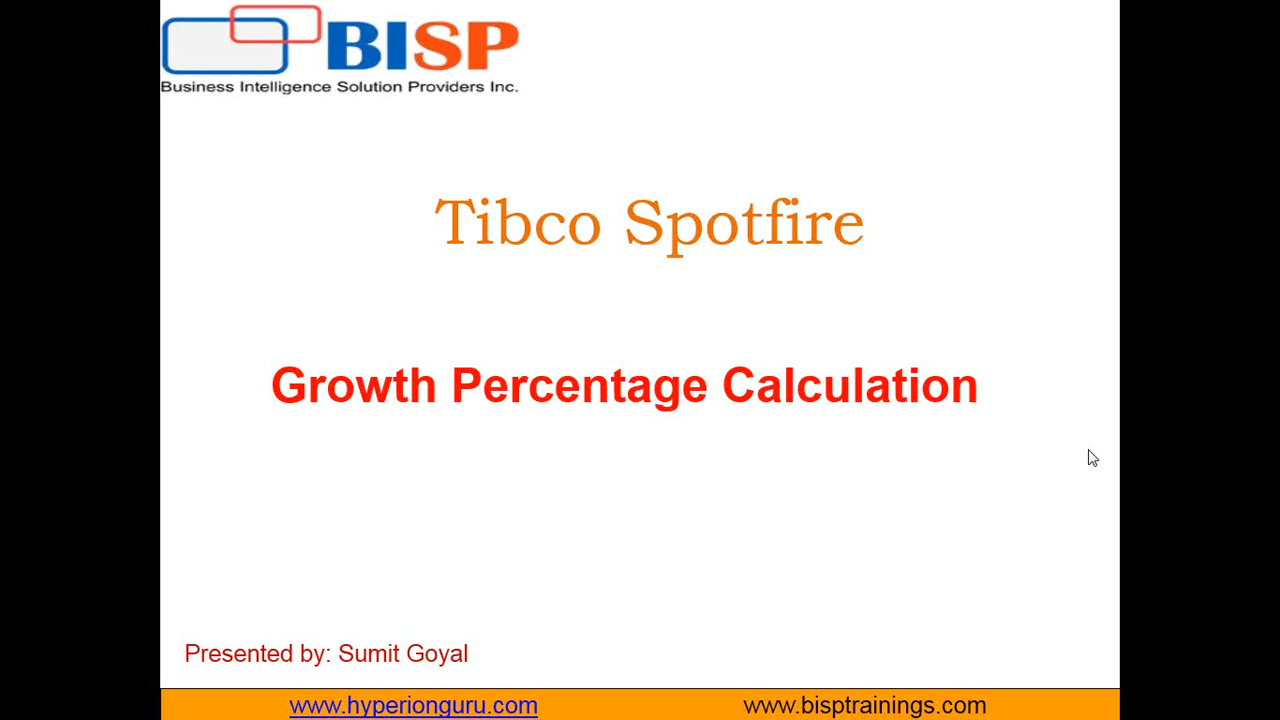 BISP
Business Intelligence Solution Providers Inc.
Tibco Spotfire
Growth Percentage Calculation
Presented by: Sumit Goyal
www.hyperionguru.com
www.bisptrainings.com